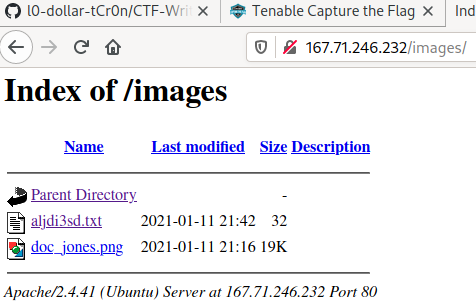 l0-dollar-tCr0n/CTF-Writ
Tenable Capture the Flag
Ind
167.71.246.232/images/
Index of /images
Name Last modified Size Description
Parent Directory -
aljdi3sd.txt 2021-01-11 21:42 32
doc_jones.png 2021-01-11 21:16 19K
Apache/2.4.41 (Ubuntu) Server at 167.71.246.232 Port 80